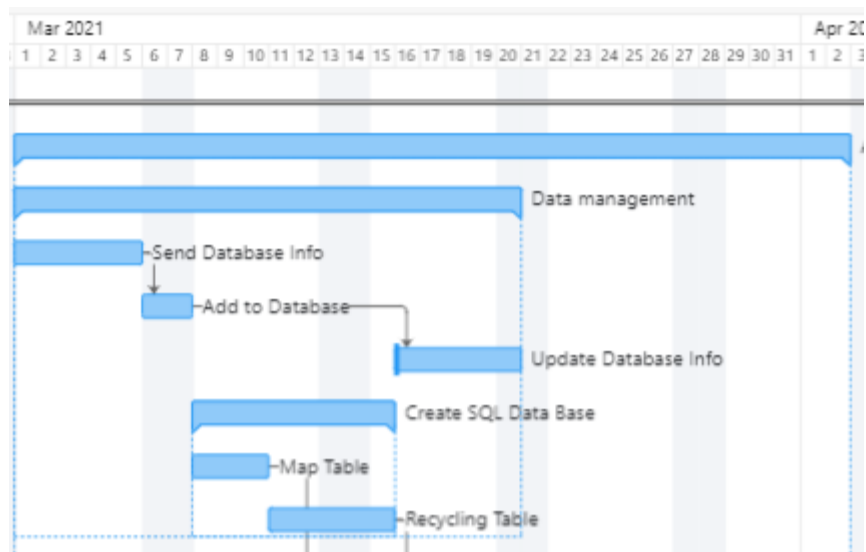 Mar 2021 Apr 20
1 2 3 4 5 6 7 8 9 10 11 12 13 14 15 16 17 18 19 20 21 22 23 24 25 26 27 28 29 30 31 1 2 3
Data management
Send Database Info
Add to Database
Update Database Info
Create SQL Data Base
Map Table
Recycling Table